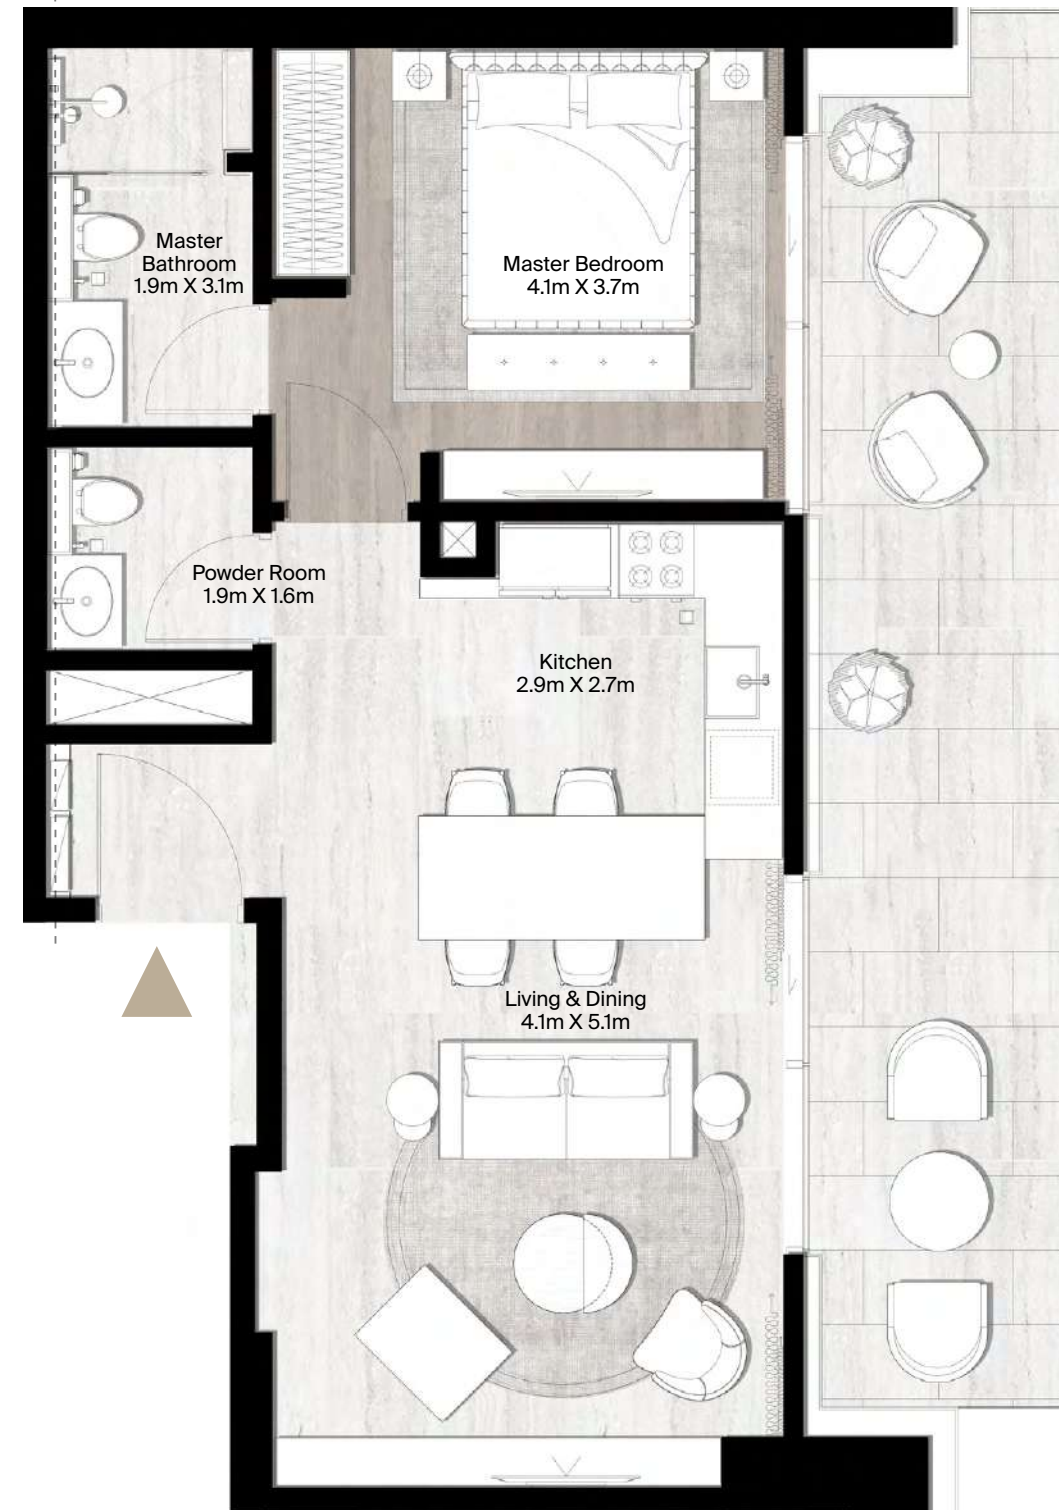 Master
Bathroom
1.9m X 3.1m
Master Bedroom
4.1m X 3.7m
Powder Room
1.9m X 1.6m
Kitchen
2.9m X 2.7m
Living & Dining
4.1m X 5.1m